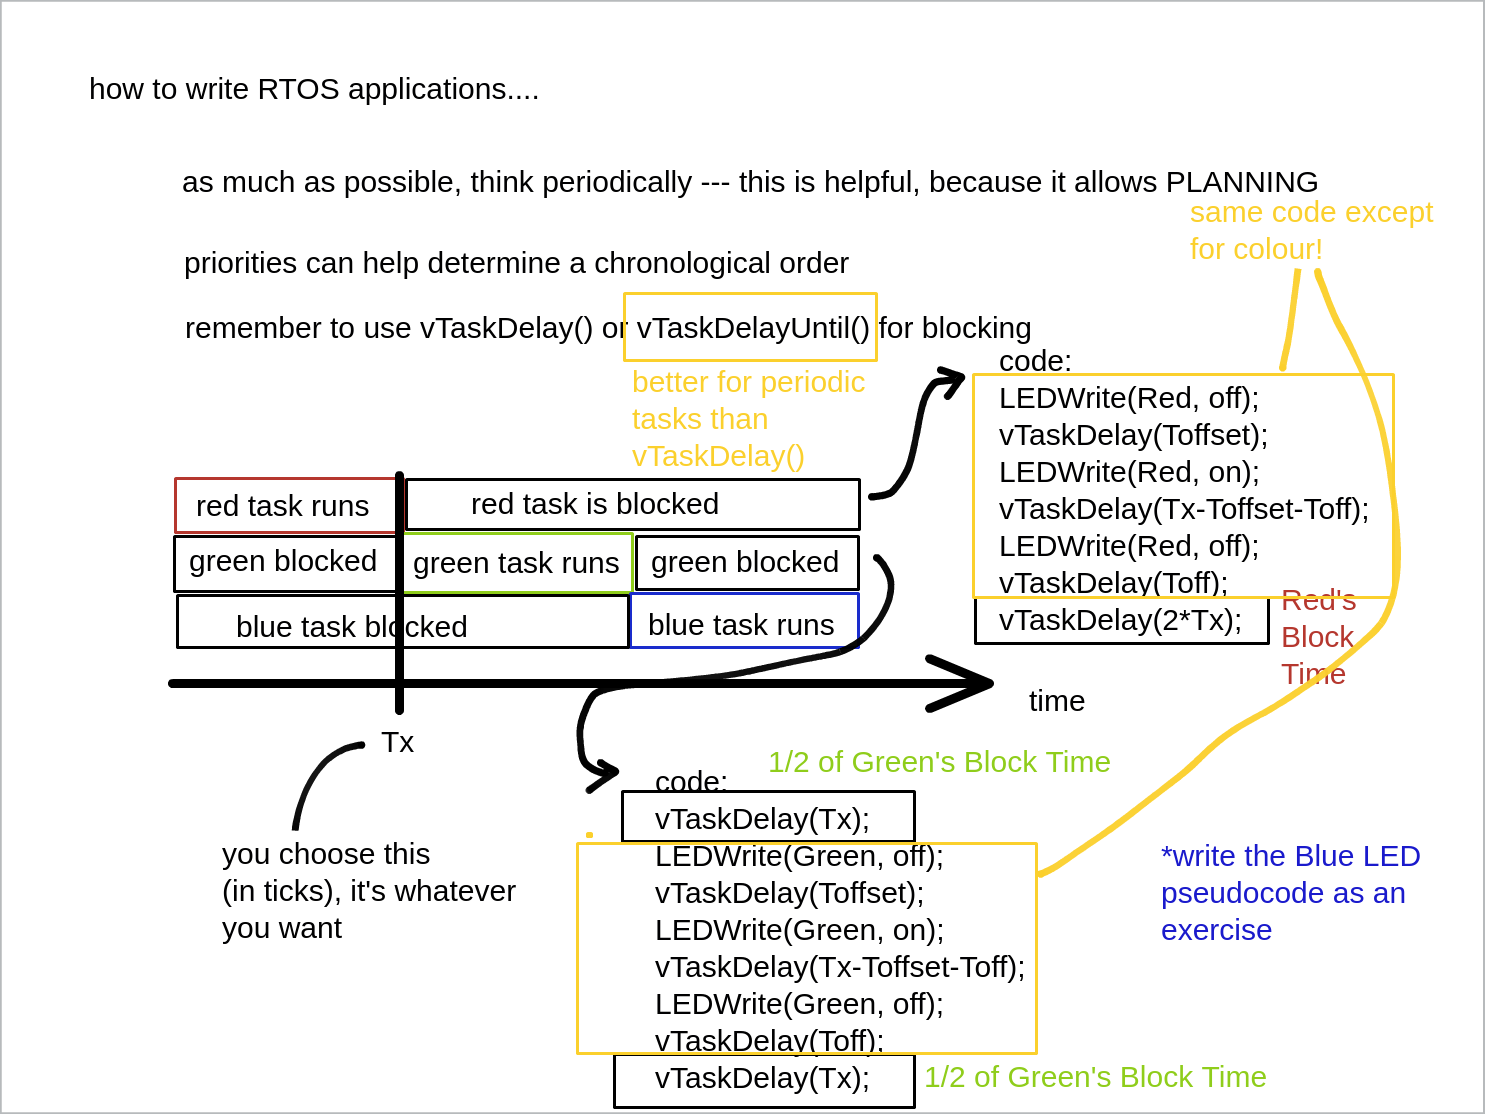 how to write RTOS applications....
as much as possible, think periodically --- this is helpful, because it allows PLANNING
same code except
for colour!
priorities can help determine a chronological order
remember to use vTaskDelay() or vTaskDelayUntil() for blocking
better for periodic
tasks than
vTaskDelay()
code:
LEDWrite(Red, off);
vTaskDelay(Toffset);
LEDWrite(Red, on);
vTaskDelay(Tx-Toffset-Toff);
LEDWrite(Red, off);
vTaskDelay(Toff);
vTaskDelay(2*Tx);
Red's
Block
Time
red task runs
red task is blocked
green blocked
green task runs
green blocked
blue task blocked
blue task runs
time
Tx
you choose this
(in ticks), it's whatever
you want
1/2 of Green's Block Time
code:
vTaskDelay(Tx);
LEDWrite(Green, off);
vTaskDelay(Toffset);
LEDWrite(Green, on);
vTaskDelay(Tx-Toffset-Toff);
LEDWrite(Green, off);
vTaskDelay(Toff);
vTaskDelay(Tx);
1/2 of Green's Block Time
*write the Blue LED
pseudocode as an
exercise